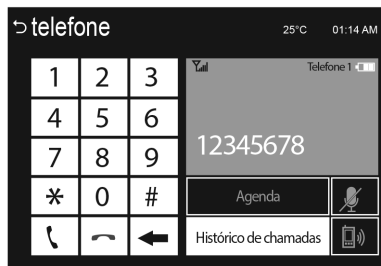 telefone
25°C 01:14 AM
1 2 3
4 5 6
7 8 9
* 0 #
Telefone 1
12345678
Agenda
Histórico de chamadas